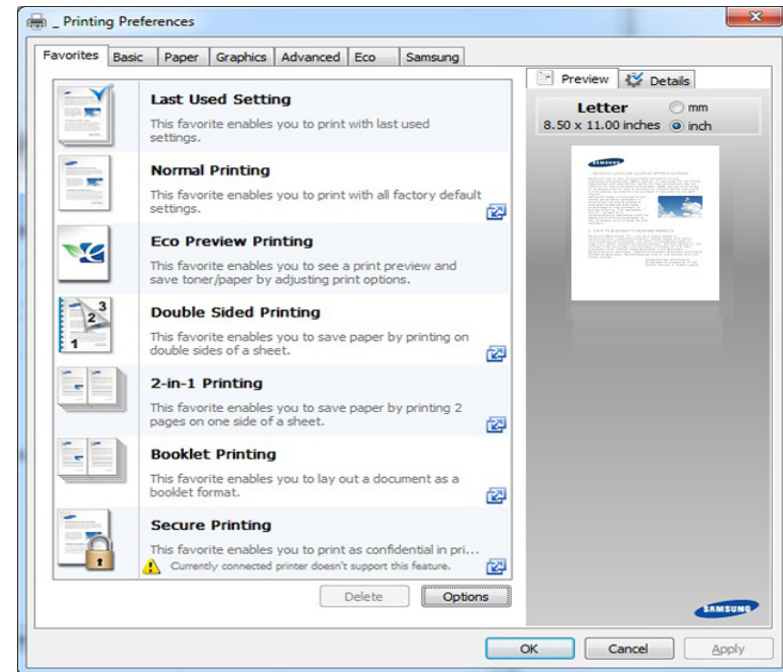 _ Printing Preferences
Favorites Basic Paper Graphics Advanced Eco Samsung
Last Used Setting
This favorite enables you to print with last used
settings.
Normal Printing
This favorite enables you to print with all factory default
settings.
Eco Preview Printing
This favorite enables you to see a print preview and
save toner/paper by adjusting print options.
Double Sided Printing
This favorite enables you to save paper by printing on
double sides of a sheet.
1 2 3
2-in-1 Printing
This favorite enables you to save paper by printing 2
pages on one side of a sheet.
Booklet Printing
This favorite enables you to lay out a document as a
booklet format.
Secure Printing
This favorite enables you to print as confidential in pri...
Currently connected printer doesn't support this feature.
Delete Options
Preview Details
Letter mm
8.50 x 11.00 inches inch
SAMSUNG
SAMSUNG
OK Cancel Apply